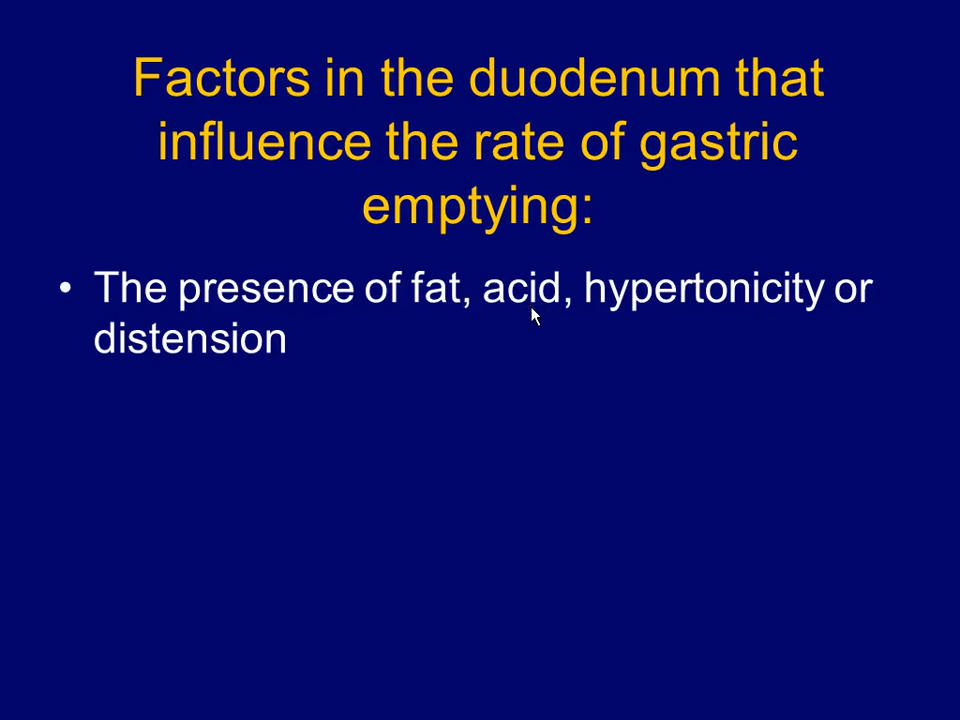 Factors in the duodenum that
influence the rate of gastric
emptying:
• The presence of fat, acid, hypertonicity or
distension